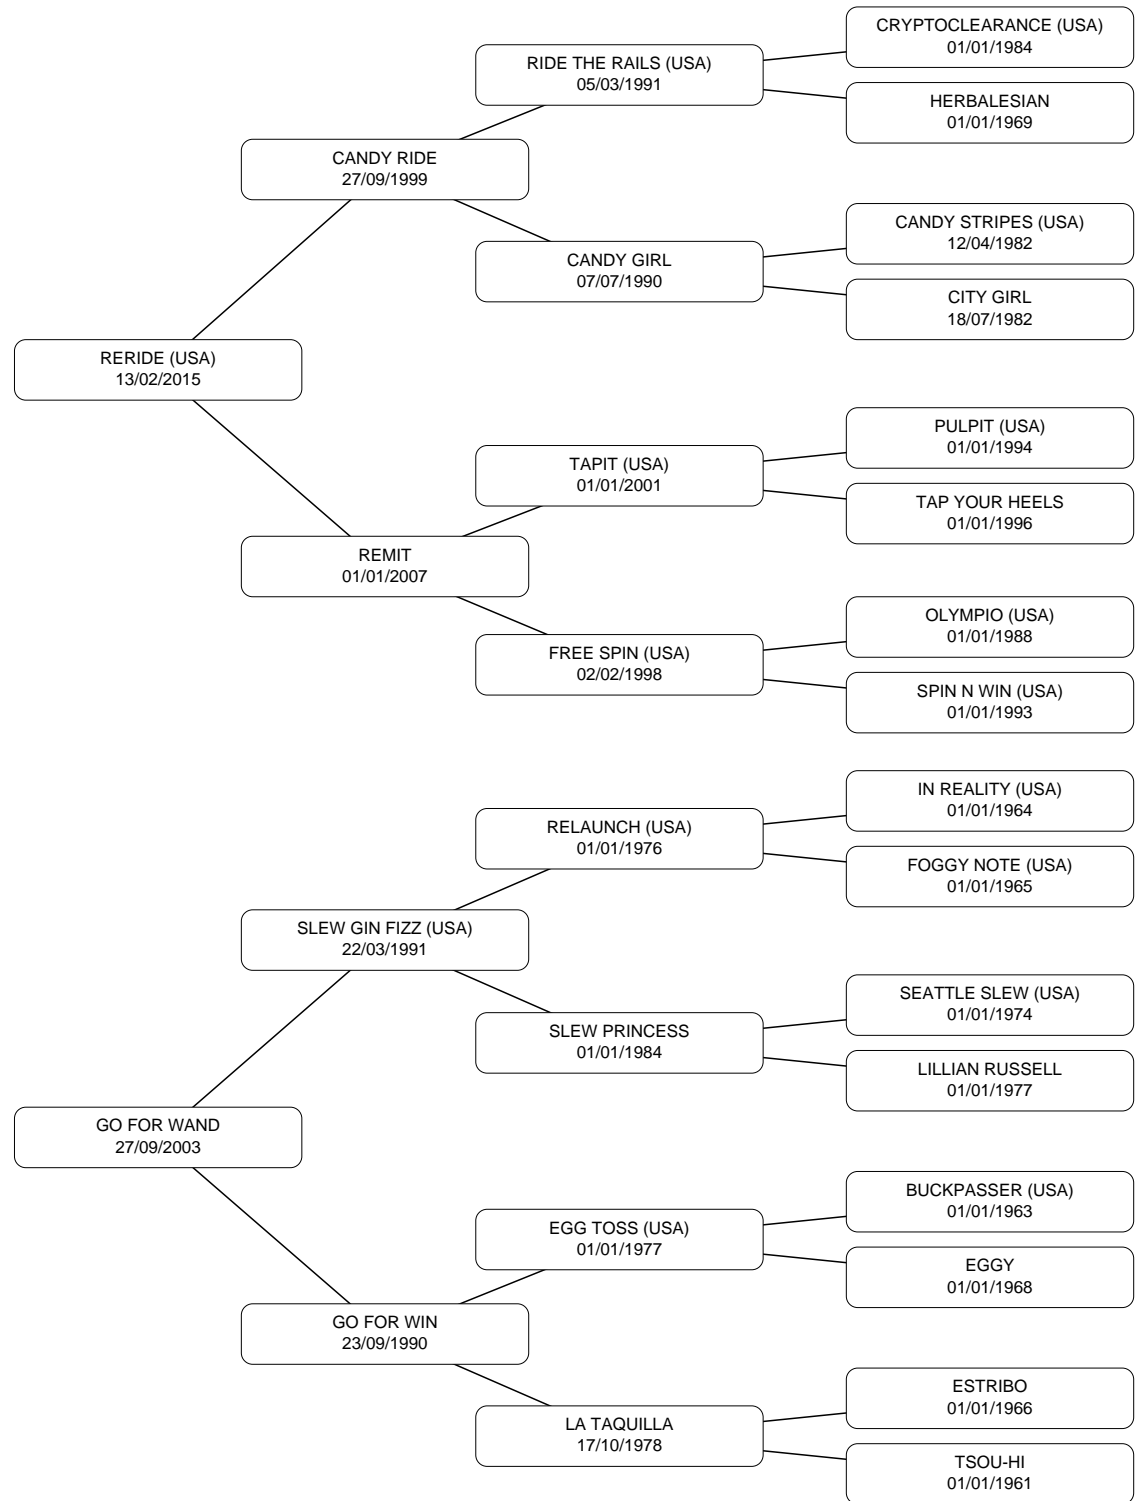 CRYPTOCLEARANCE (USA)
01/01/1984
RIDE THE RAILS (USA)
05/03/1991
HERBALESIAN
01/01/1969
CANDY RIDE
27/09/1999
CANDY STRIPES (USA)
12/04/1982
CANDY GIRL
07/07/1990
CITY GIRL
18/07/1982
RERIDE (USA)
13/02/2015
PULPIT (USA)
01/01/1994
TAPIT (USA)
01/01/2001
TAP YOUR HEELS
01/01/1996
REMIT
01/01/2007
OLYMPIO (USA)
01/01/1988
FREE SPIN (USA)
02/02/1998
SPIN N WIN (USA)
01/01/1993
IN REALITY (USA)
01/01/1964
RELAUNCH (USA)
01/01/1976
FOGGY NOTE (USA)
01/01/1965
SLEW GIN FIZZ (USA)
22/03/1991
SEATTLE SLEW (USA)
01/01/1974
SLEW PRINCESS
01/01/1984
LILLIAN RUSSELL
01/01/1977
GO FOR WAND
27/09/2003
BUCKPASSER (USA)
01/01/1963
EGG TOSS (USA)
01/01/1977
EGGY
01/01/1968
GO FOR WIN
23/09/1990
ESTRIBO
01/01/1966
LA TAQUILLA
17/10/1978
TSOU-HI
01/01/1961